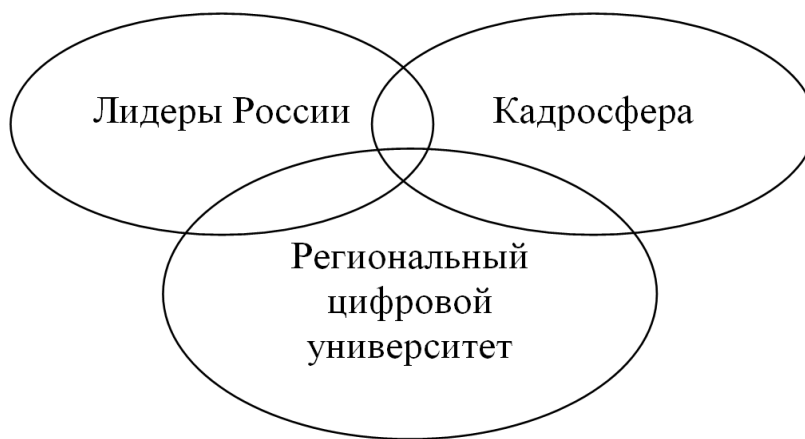 Лидеры России
Кадросфера
Региональный
цифровой
университет